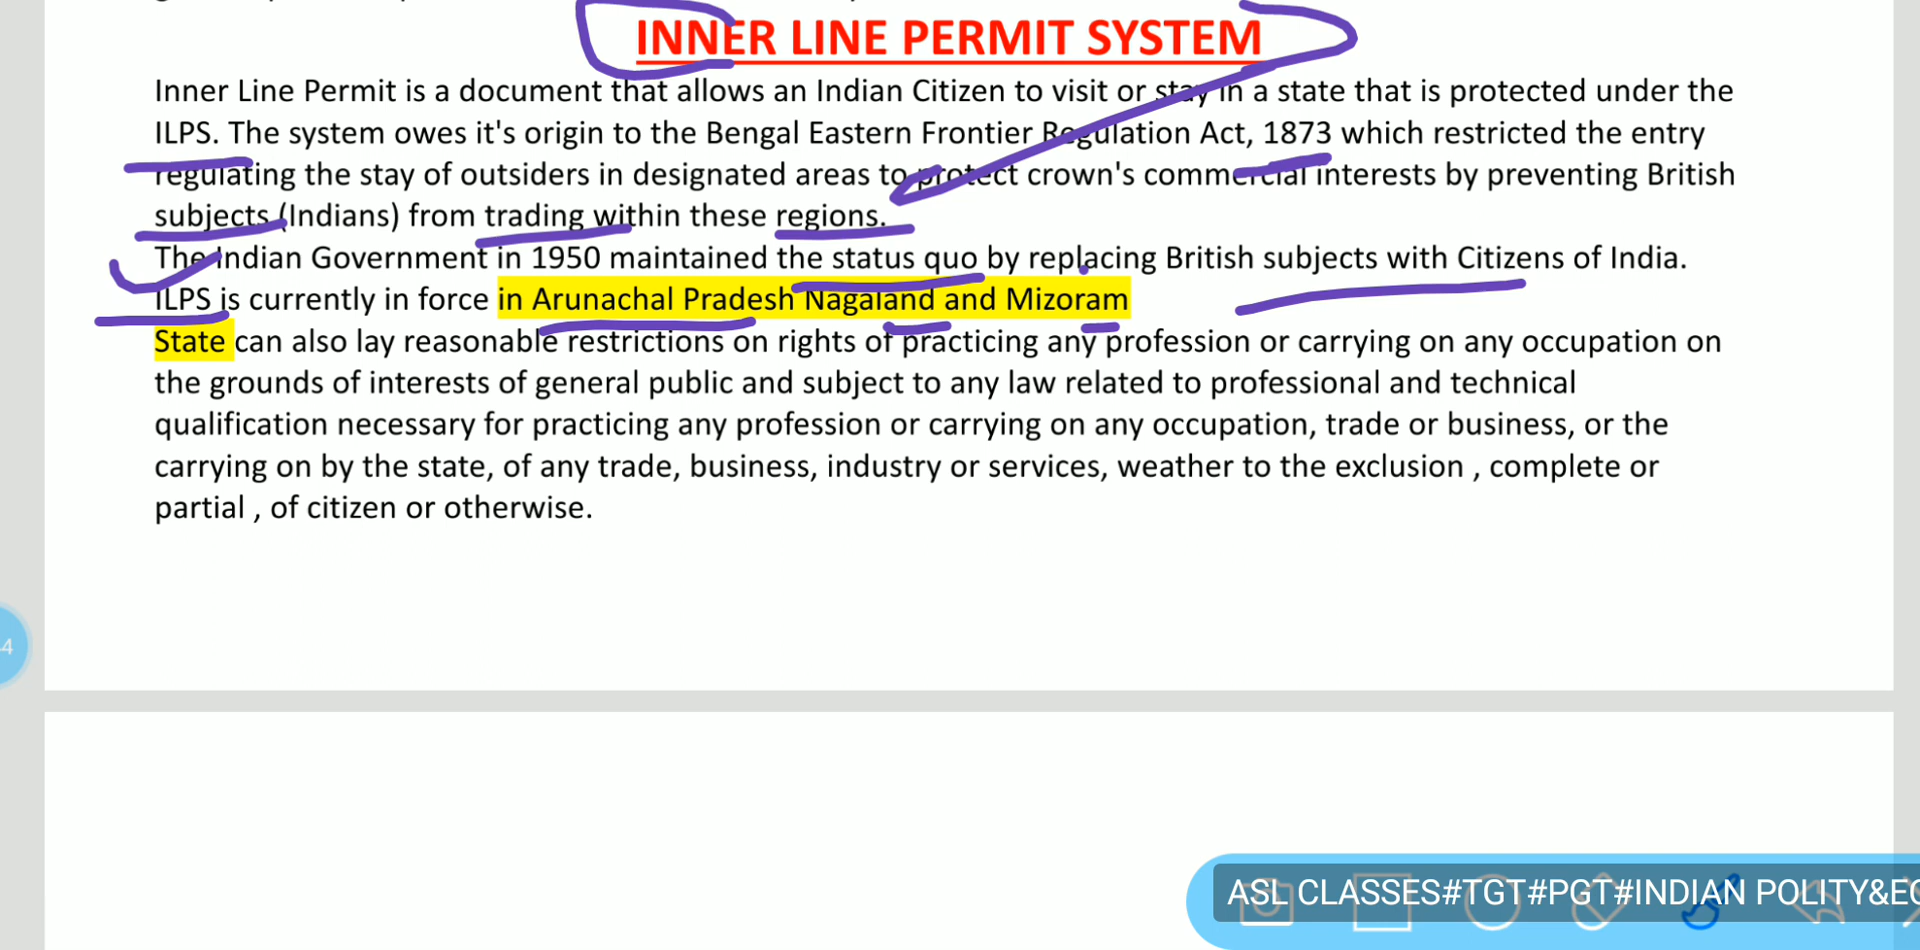 INNER LINE PERMIT SYSTEM
Inner Line Permit is a document that allows an Indian Citizen to visit or stay in a state that is protected under the
ILPS. The system owes it's origin to the Bengal Eastern Frontier Regulation Act, 1873 which restricted the entry
regulating the stay of outsiders in designated areas to protect crown's commercial interests by preventing British
subjects (Indians) from trading within these regions.
The Indian Government in 1950 maintained the status quo by replacing British subjects with Citizens of India.
ILPS is currently in force in Arunachal Pradesh Nagaland and Mizoram
State can also lay reasonable restrictions on rights of practicing any profession or carrying on any occupation on
the grounds of interests of general public and subject to any law related to professional and technical
qualification necessary for practicing any profession or carrying on any occupation, trade or business, or the
carrying on by the state, of any trade, business, industry or services, weather to the exclusion , complete or
partial , of citizen or otherwise.
4
ASL CLASSES#TGT#PGT#INDIAN POLITY&EC